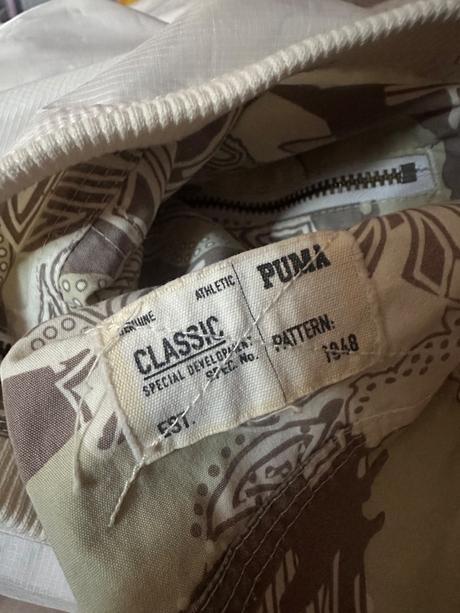 GENUINE ATHLETIC
PUMA
CLASSIC
SPECIAL DEVELOPMENT
SPEC. No.
PATTERN:
EST. 1948